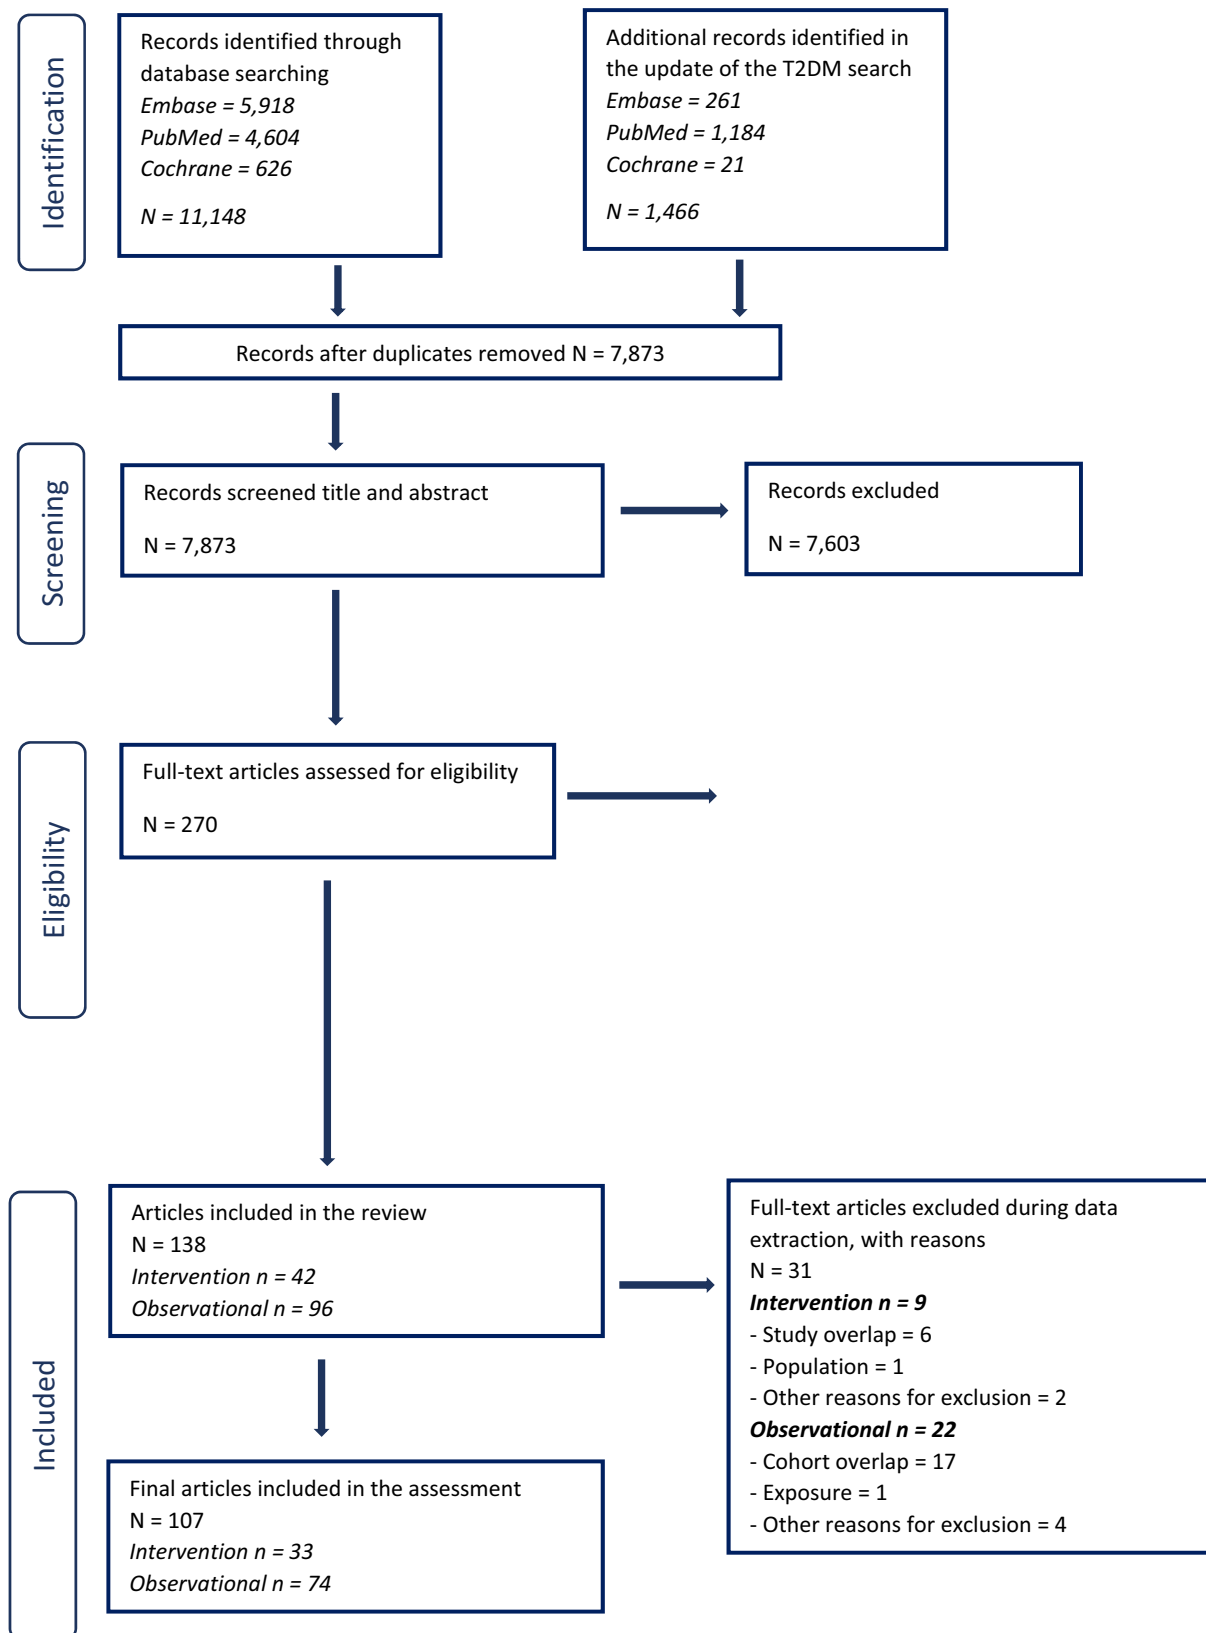 Identification
Records identified through
database searching
Embase = 5,918
PubMed = 4,604
Cochrane = 626
N = 11,148
Additional records identified in
the update of the T2DM search
Embase = 261
PubMed = 1,184
Cochrane = 21
N = 1,466
Records after duplicates removed N = 7,873
Screening
Records screened title and abstract
N = 7,873
Records excluded
N = 7,603
Eligibility
Full-text articles assessed for eligibility
N = 270
Included
Articles included in the review
N = 138
Intervention n = 42
Observational n = 96
Full-text articles excluded during data
extraction, with reasons
N = 31
Intervention n = 9
- Study overlap = 6
- Population = 1
- Other reasons for exclusion = 2
Observational n = 22
- Cohort overlap = 17
- Exposure = 1
- Other reasons for exclusion = 4
Final articles included in the assessment
N = 107
Intervention n = 33
Observational n = 74